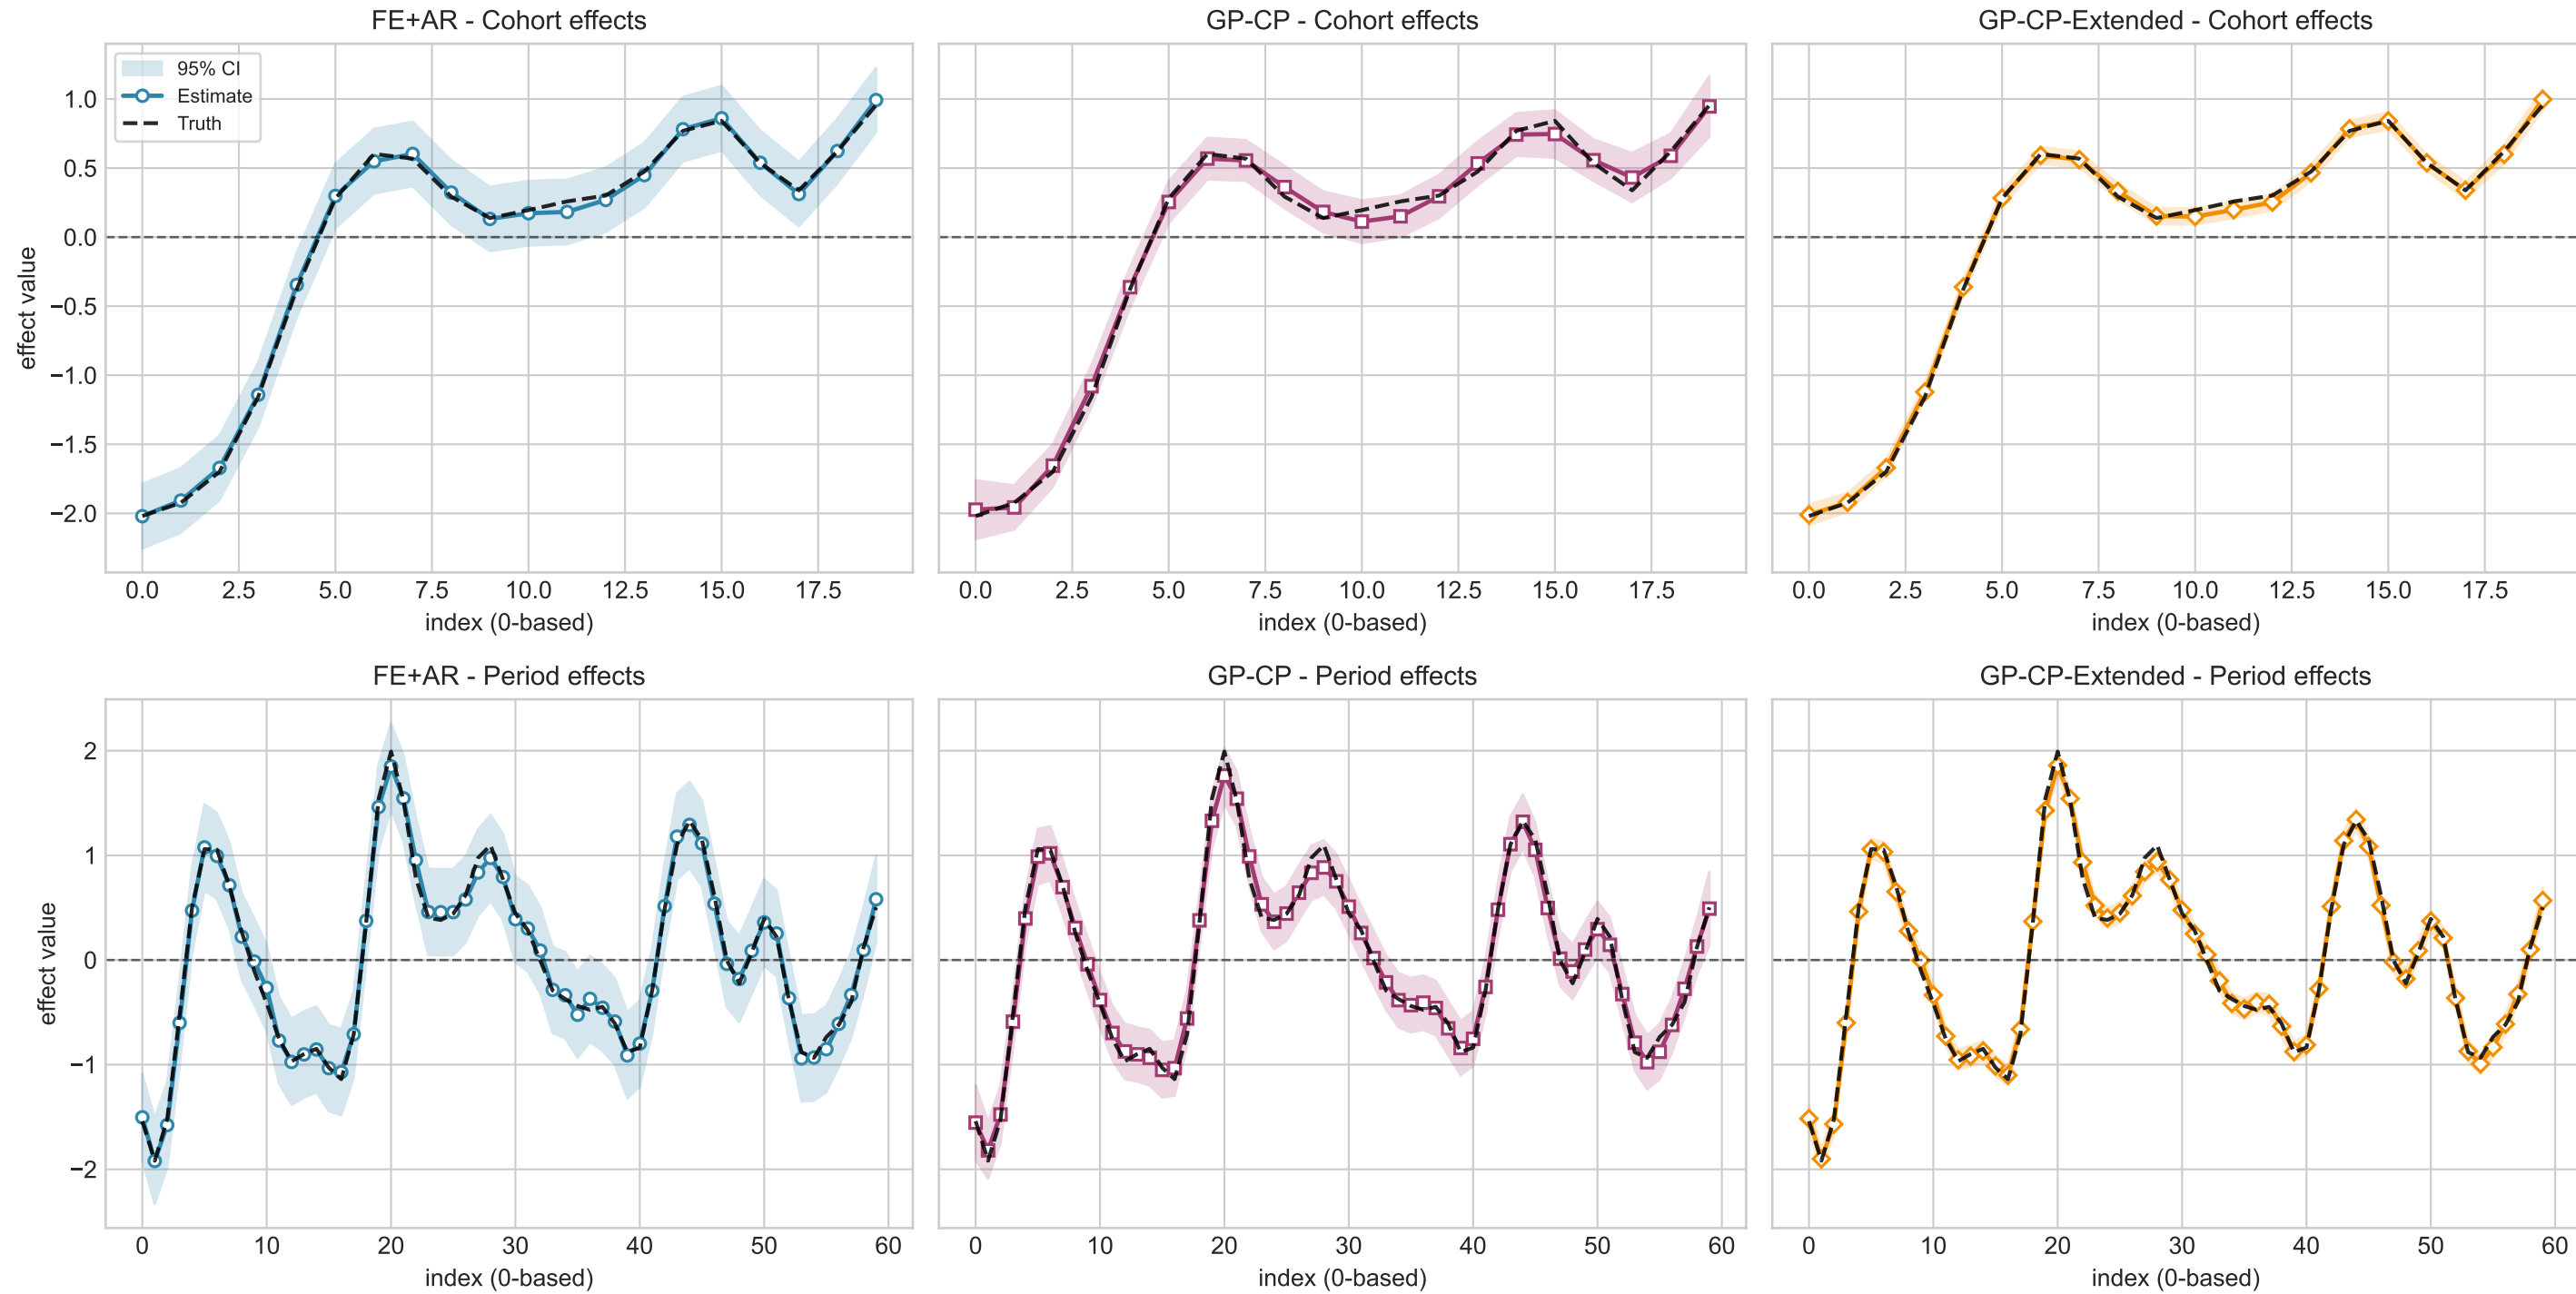 FE+AR - Cohort effects
GP-CP - Cohort effects
GP-CP-Extended - Cohort effects
95% CI
Estimate
Truth
effect value
1.0
0.5
0.0
−0.5
−1.0
−1.5
−2.0
0.0 2.5 5.0 7.5 10.0 12.5 15.0 17.5
index (0-based)
0.0 2.5 5.0 7.5 10.0 12.5 15.0 17.5
index (0-based)
0.0 2.5 5.0 7.5 10.0 12.5 15.0 17.5
index (0-based)
FE+AR - Period effects
GP-CP - Period effects
GP-CP-Extended - Period effects
effect value
2
1
0
−1
−2
0 10 20 30 40 50 60
index (0-based)
0 10 20 30 40 50 60
index (0-based)
0 10 20 30 40 50 60
index (0-based)